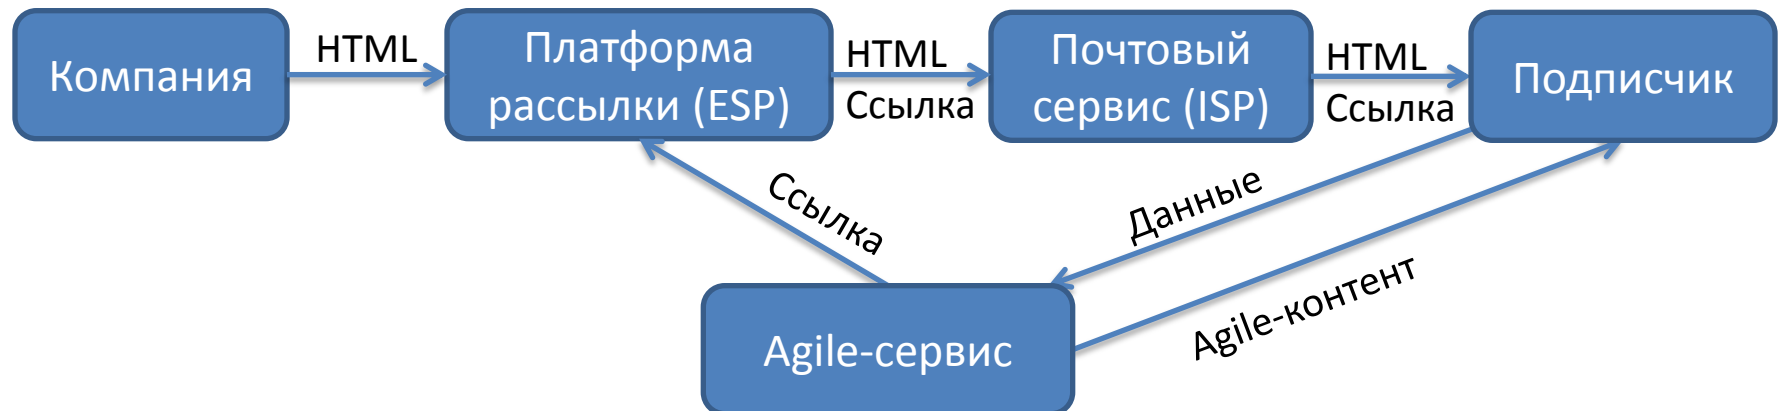 Компания
HTML
Платформа
рассылки (ESP)
HTML
Ссылка
Почтовый
сервис (ISP)
HTML
Ссылка
Подписчик
Ссылка
Данные
Agile-контент
Agile-сервис